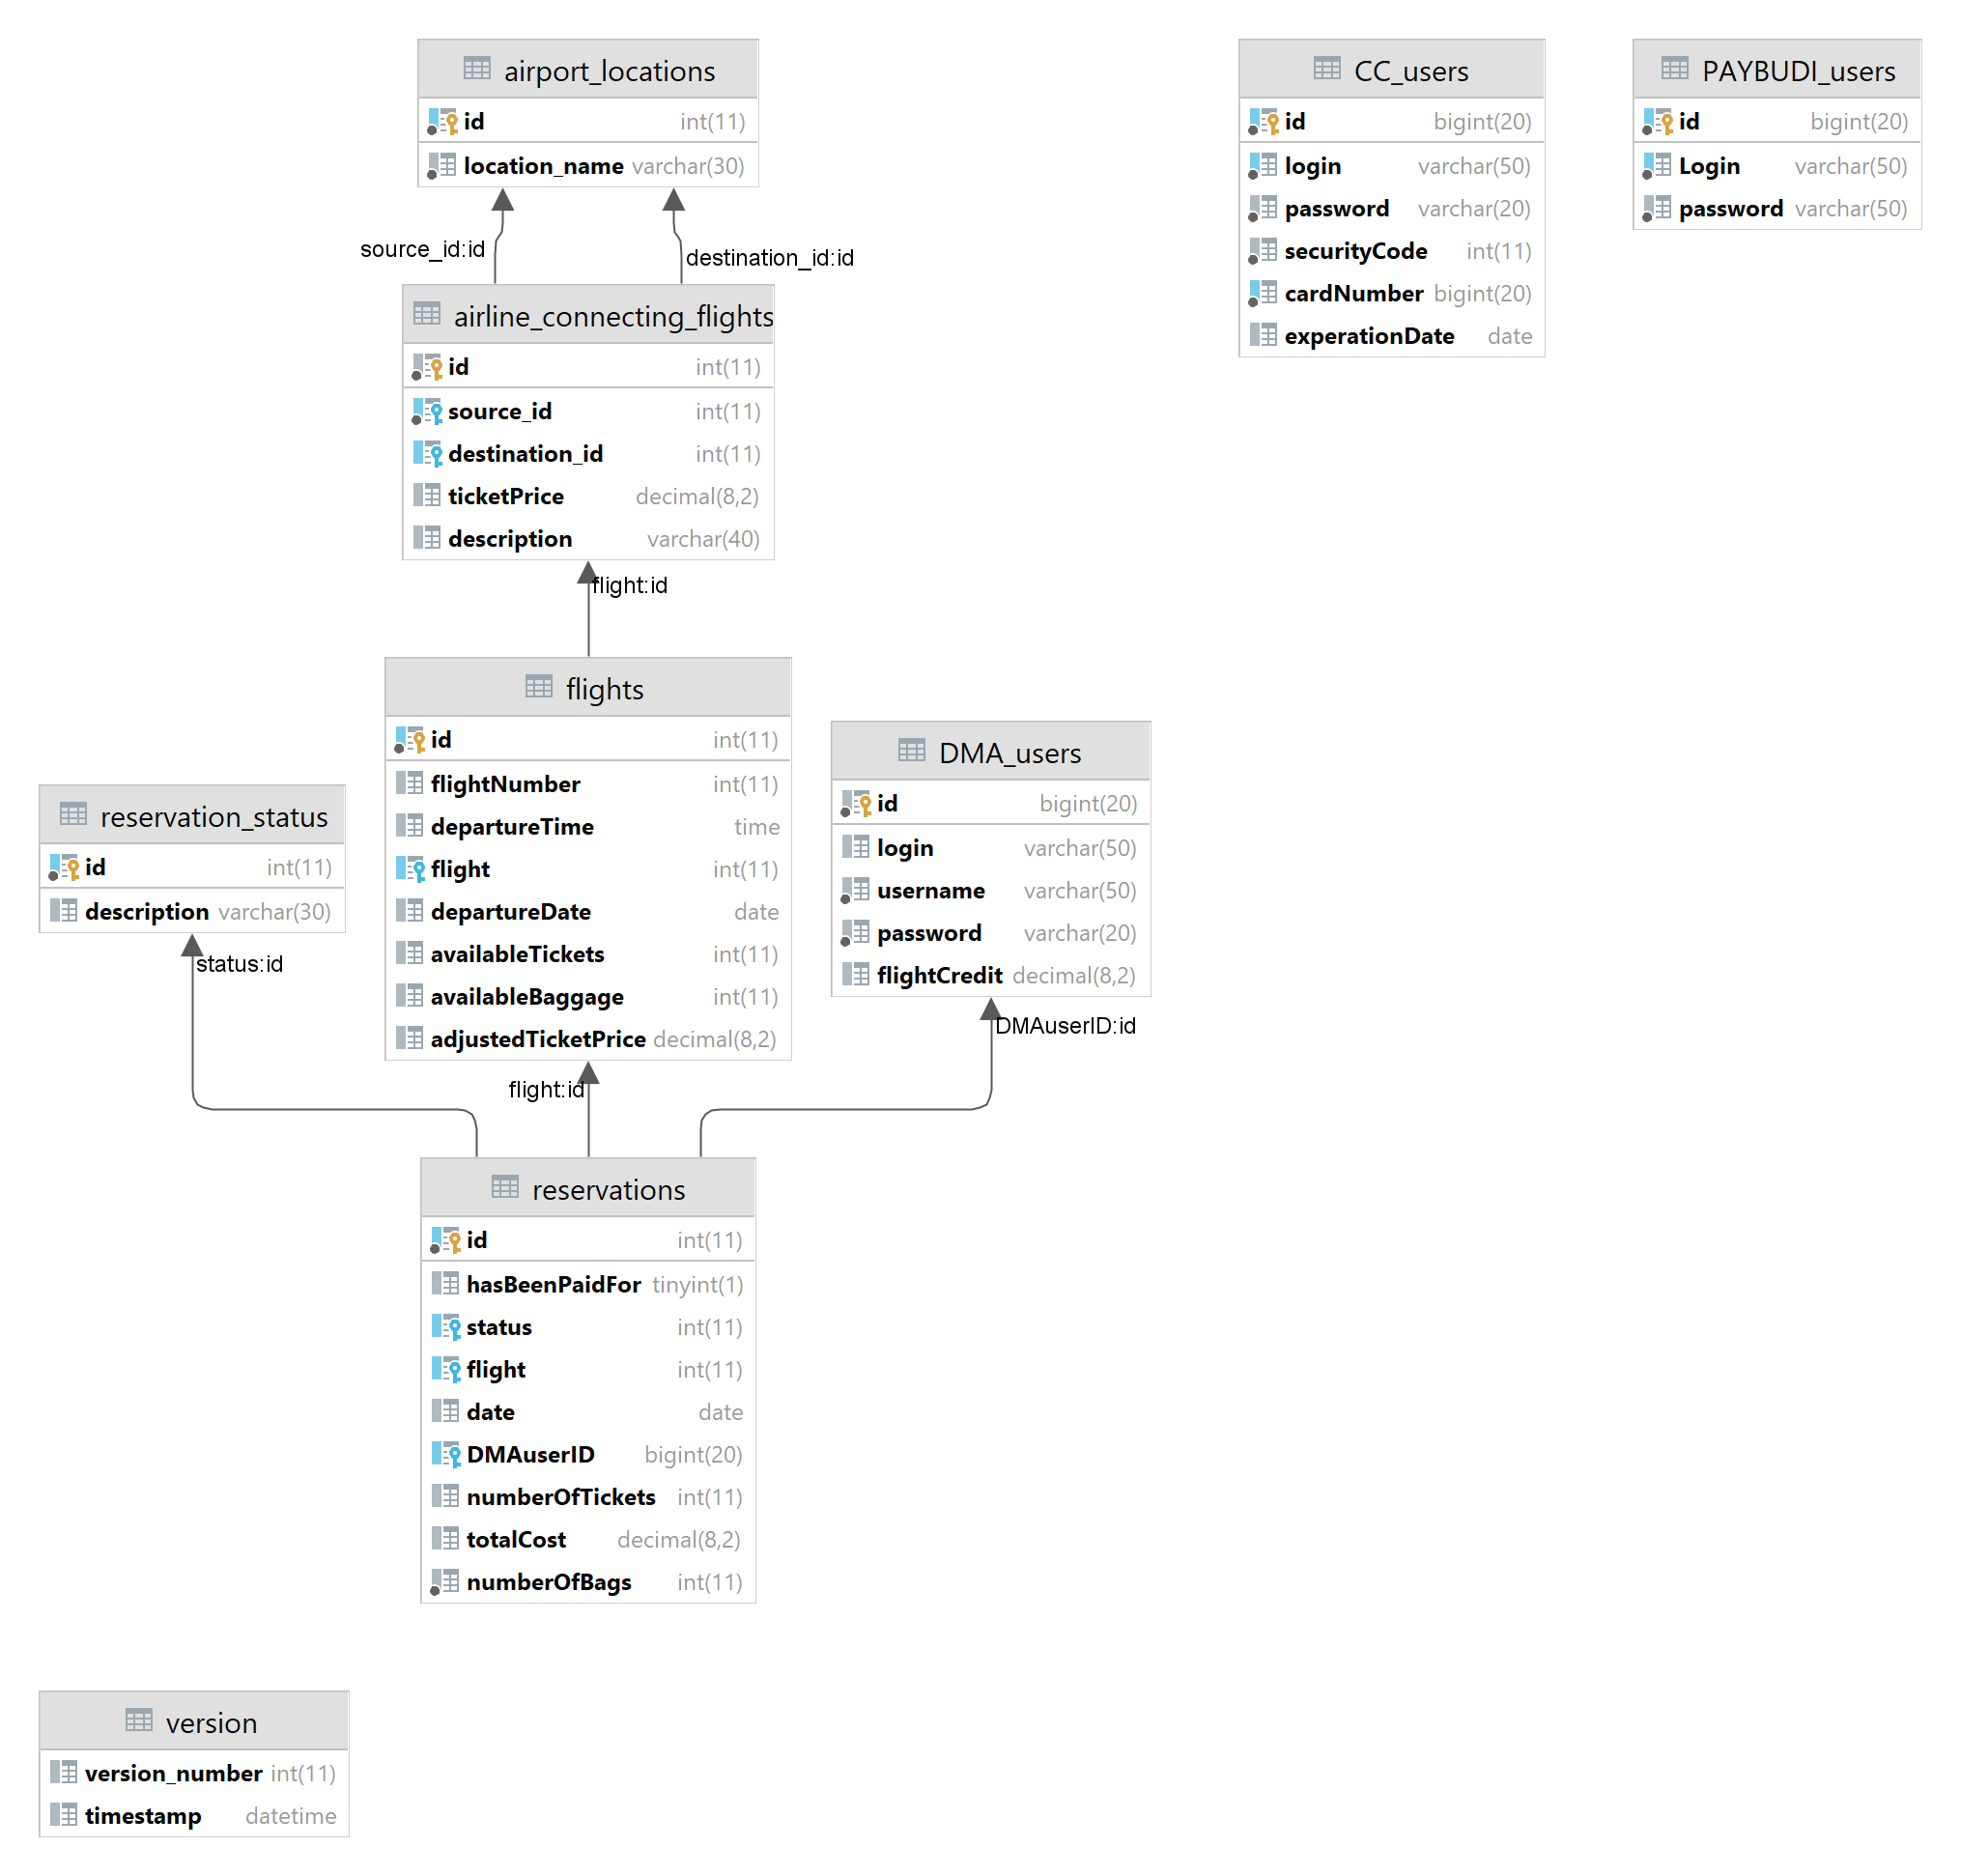 airport_locations
id int(11)
location_name varchar(30)
source_id:id
destination_id:id
airline_connecting_flights
id int(11)
source_id int(11)
destination_id int(11)
ticketPrice decimal(8,2)
description varchar(40)
flight:id
flights
id int(11)
flightNumber int(11)
departureTime time
flight int(11)
departureDate date
availableTickets int(11)
availableBaggage int(11)
adjustedTicketPrice decimal(8,2)
reservation_status
id int(11)
description varchar(30)
status:id
DMA_users
id bigint(20)
login varchar(50)
username varchar(50)
password varchar(20)
flightCredit decimal(8,2)
DMAuserID:id
flight:id
reservations
id int(11)
hasBeenPaidFor tinyint(1)
status int(11)
flight int(11)
date date
DMAuserID bigint(20)
numberOfTickets int(11)
totalCost decimal(8,2)
numberOfBags int(11)
version
version_number int(11)
timestamp datetime
CC_users
id bigint(20)
login varchar(50)
password varchar(20)
securityCode int(11)
cardNumber bigint(20)
experationDate date
PAYBUDI_users
id bigint(20)
Login varchar(50)
password varchar(50)